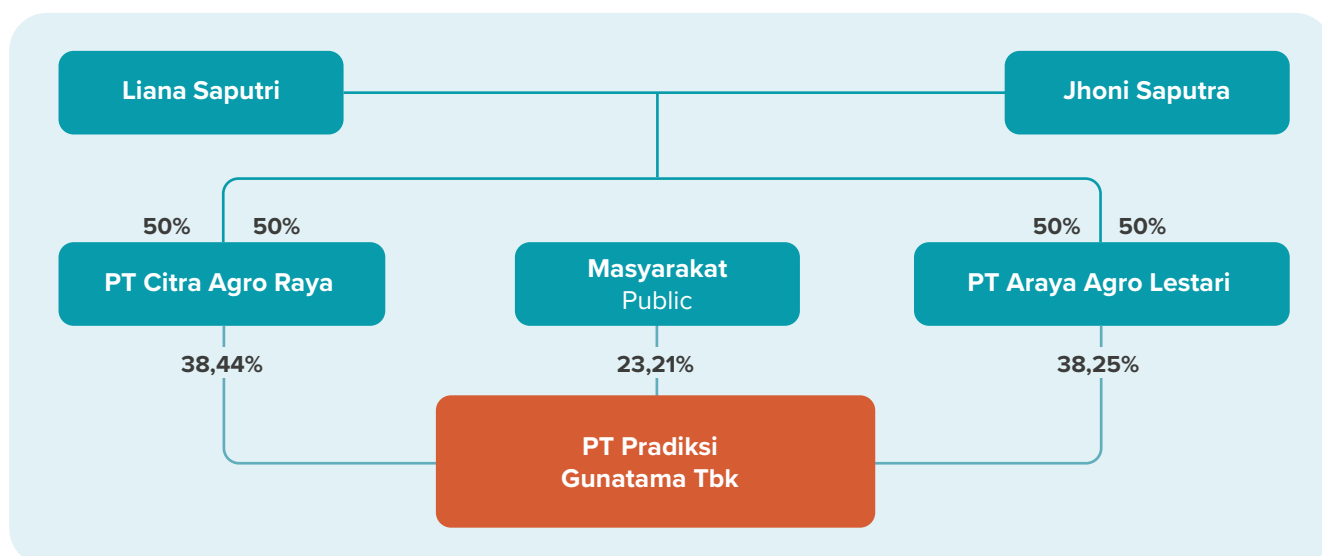 Liana Saputri
Jhoni Saputra
50%
50%
50%
50%
PT Citra Agro Raya
Masyarakat
Public
PT Araya Agro Lestari
38,44%
23,21%
38,25%
PT Pradiksi
Gunatama Tbk